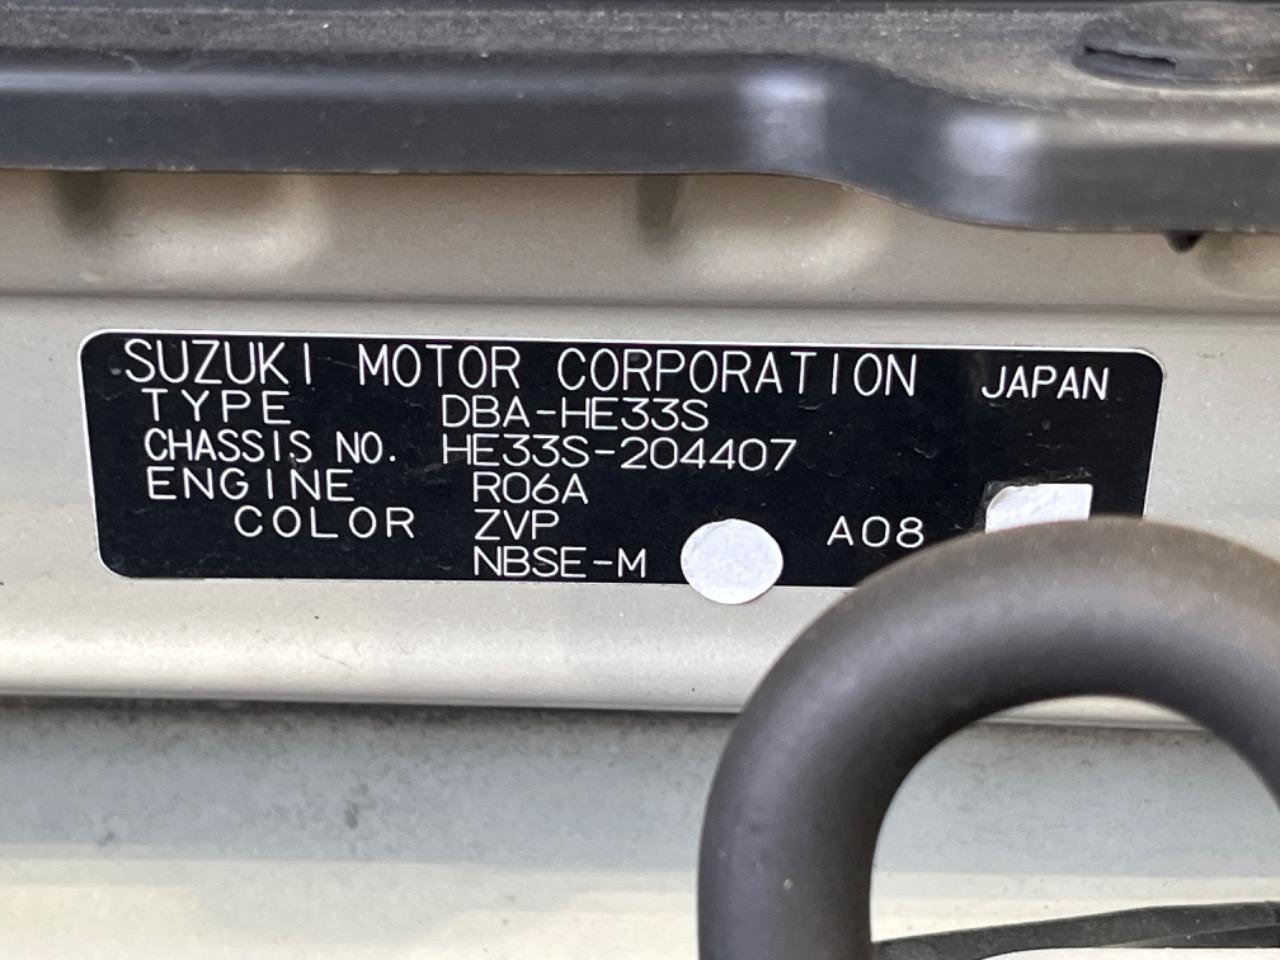 SUZUKI MOTOR CORPORATION JAPAN
TYPE DBA-HE33S
CHASSIS NO. HE33S-204407
ENGINE R06A
COLOR ZVP A08
NBSE-M